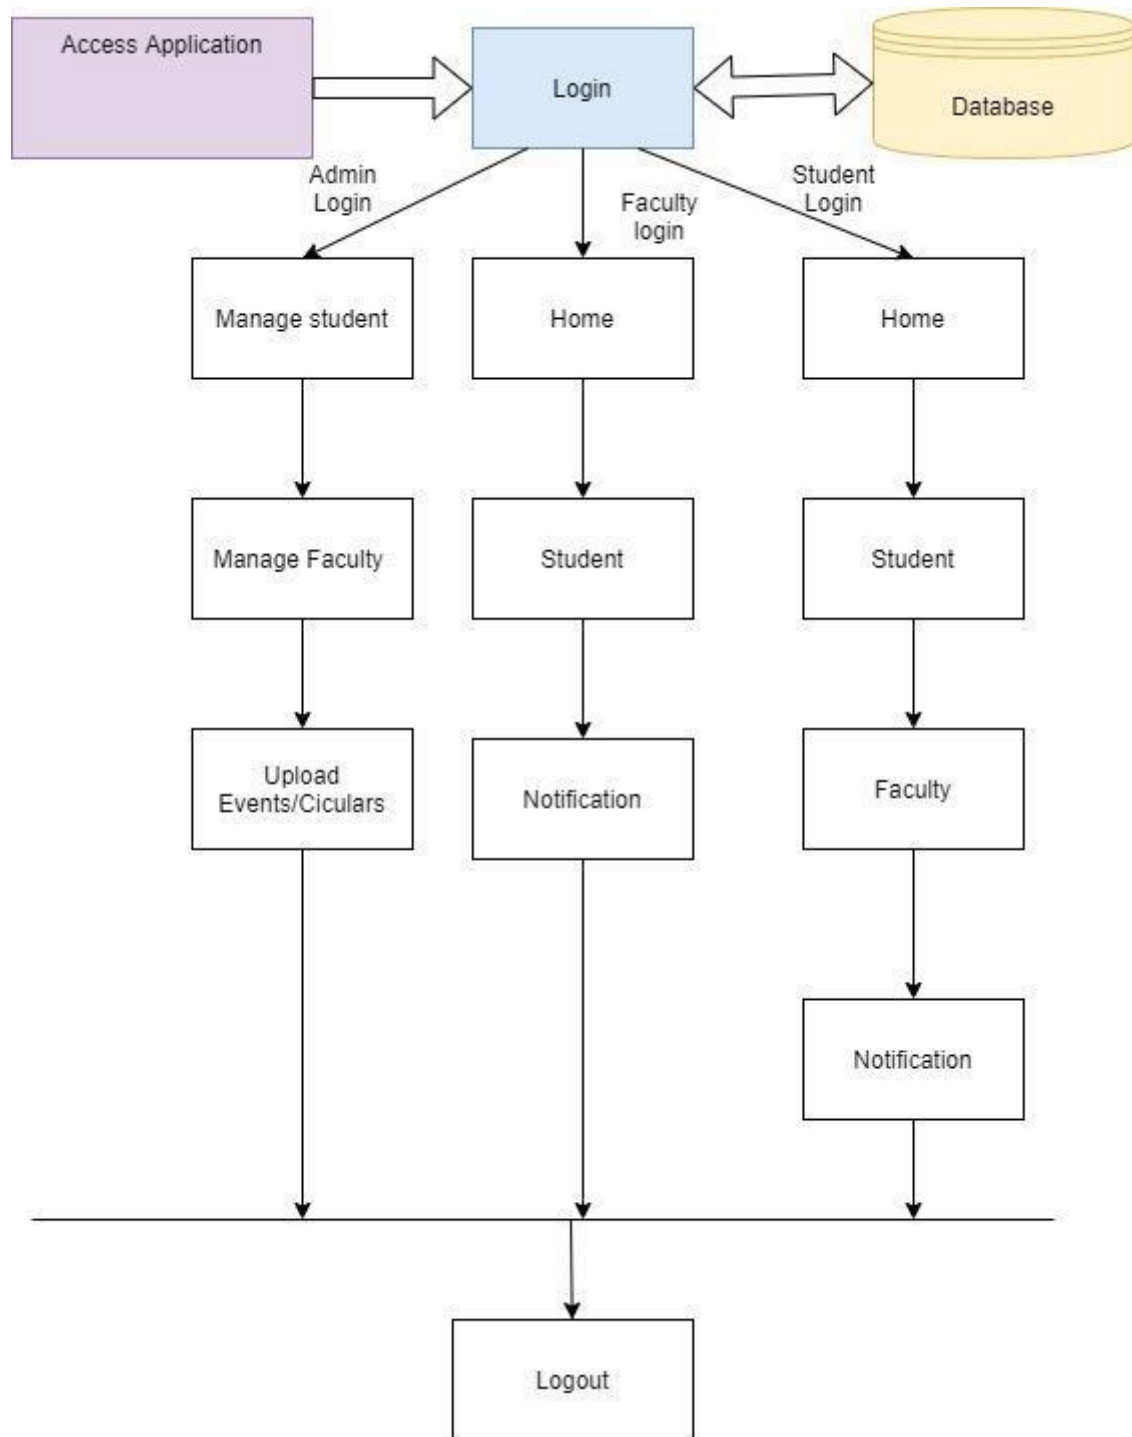 Access Application
Login
Database
Admin
Login
Faculty
login
Student
Login
Manage student
Home
Home
Manage Faculty
Student
Student
Upload
Events/Ciculars
Notification
Faculty
Notification
Logout